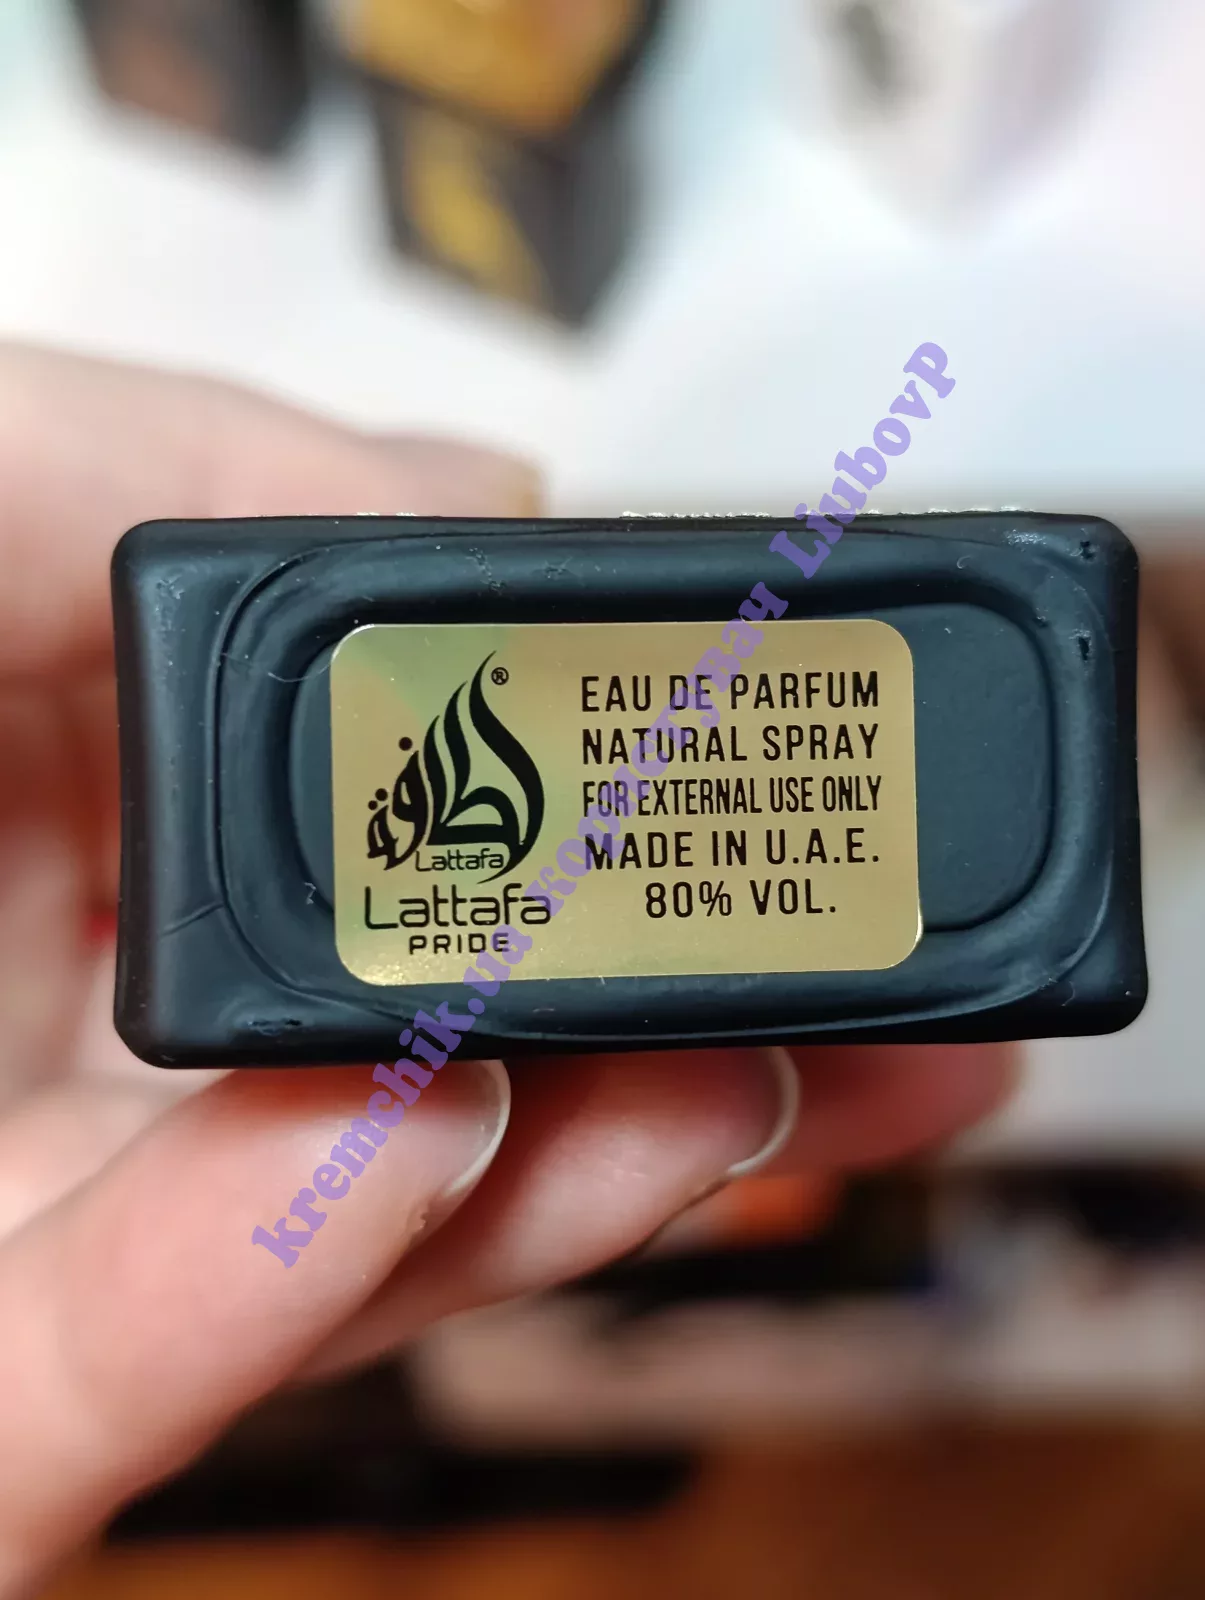 ®
لطافة
Lattafa
Lattafa
PRIDE
EAU DE PARFUM
NATURAL SPRAY
FOR EXTERNAL USE ONLY
MADE IN U.A.E.
80% VOL.
kremchik.ua користувач LiubovP